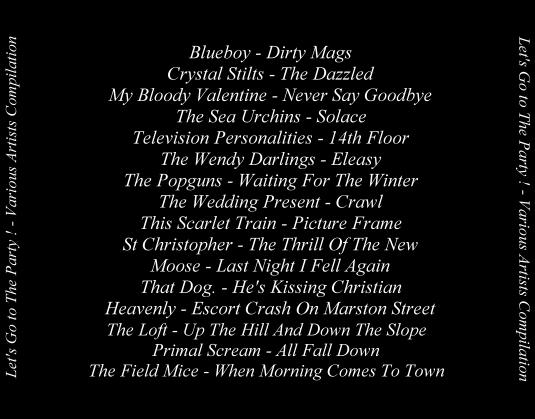 Let's Go to The Party ! - Various Artists Compilation
Blueboy - Dirty Mags
Crystal Stilts - The Dazzled
My Bloody Valentine - Never Say Goodbye
The Sea Urchins - Solace
Television Personalities - 14th Floor
The Wendy Darlings - Eleasy
The Popguns - Waiting For The Winter
The Wedding Present - Crawl
This Scarlet Train - Picture Frame
St Christopher - The Thrill Of The New
Moose - Last Night I Fell Again
That Dog. - He's Kissing Christian
Heavenly - Escort Crash On Marston Street
The Loft - Up The Hill And Down The Slope
Primal Scream - All Fall Down
The Field Mice - When Morning Comes To Town
Let's Go to The Party ! - Various Artists Compilation